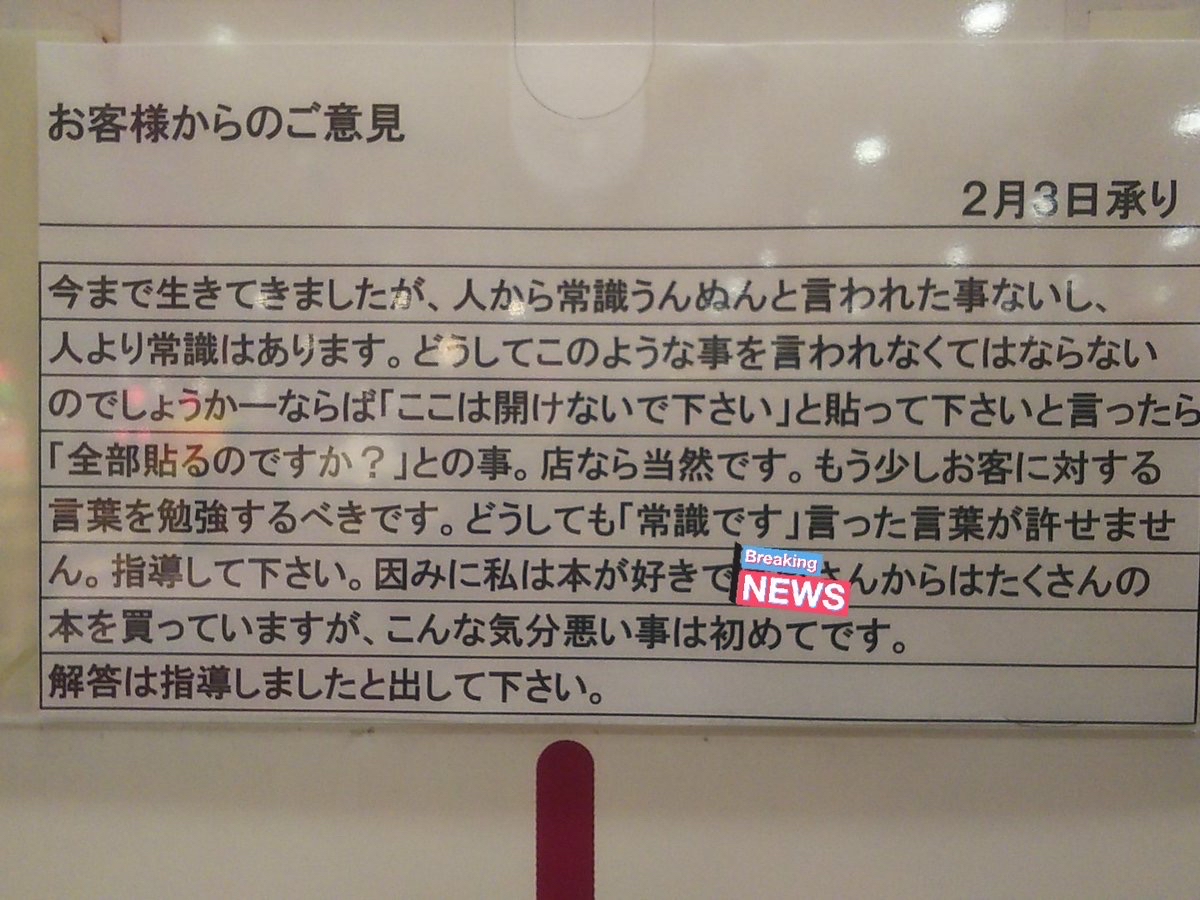 お客様からのご意見
2月3日承り
今まで生きてきましたが、人から常識うんぬんと言われた事ないし、
人より常識はあります。どうしてこのような事を言われなくてはならない
のでしょうか―ならば「ここは開けないで下さい」と貼って下さいと言ったら
「全部貼るのですか?」との事。店なら当然です。もう少しお客に対する
言葉を勉強するべきです。どうしても「常識です」言った言葉が許せませ
ん。指導して下さい。因みに私は本が好きで
Breaking
NEWS
さんからはたくさんの
本を買っていますが、こんな気分悪い事は初めてです。
解答は指導しましたと出して下さい。